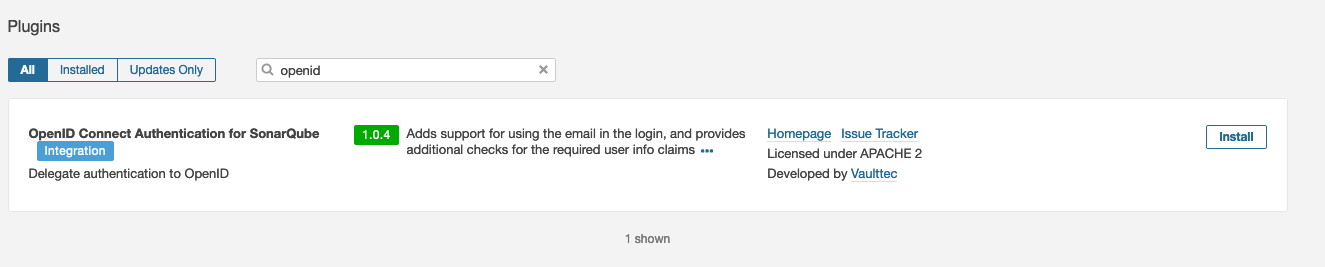 Plugins
All Installed Updates Only openid
OpenID Connect Authentication for SonarQube
Integration
Delegate authentication to OpenID
1.0.4
Adds support for using the email in the login, and provides
additional checks for the required user info claims •••
Homepage Issue Tracker
Licensed under APACHE 2
Developed by Vaulttec
Install
1 shown